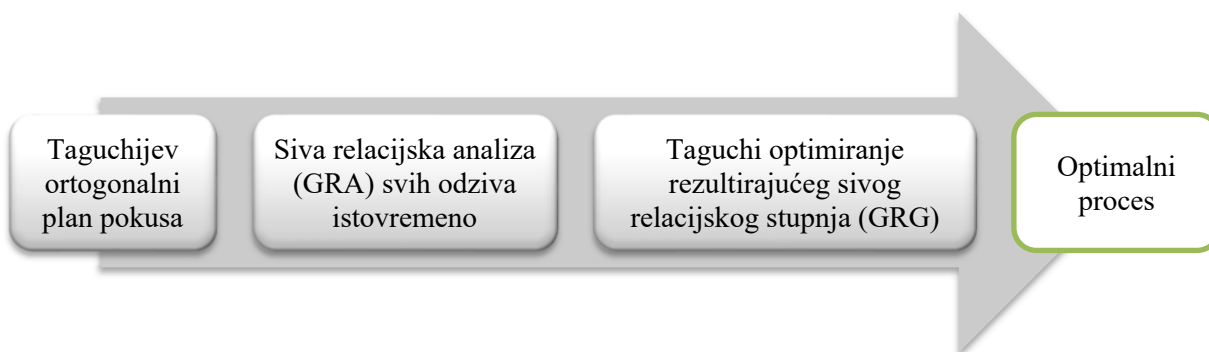 Taguchijev
ortogonalni
plan pokusa
Siva relacijska analiza
(GRA) svih odziva
istovremeno
Taguchi optimiranje
rezultirajućeg sivog
relacijskog stupnja (GRG)
Optimalni
proces